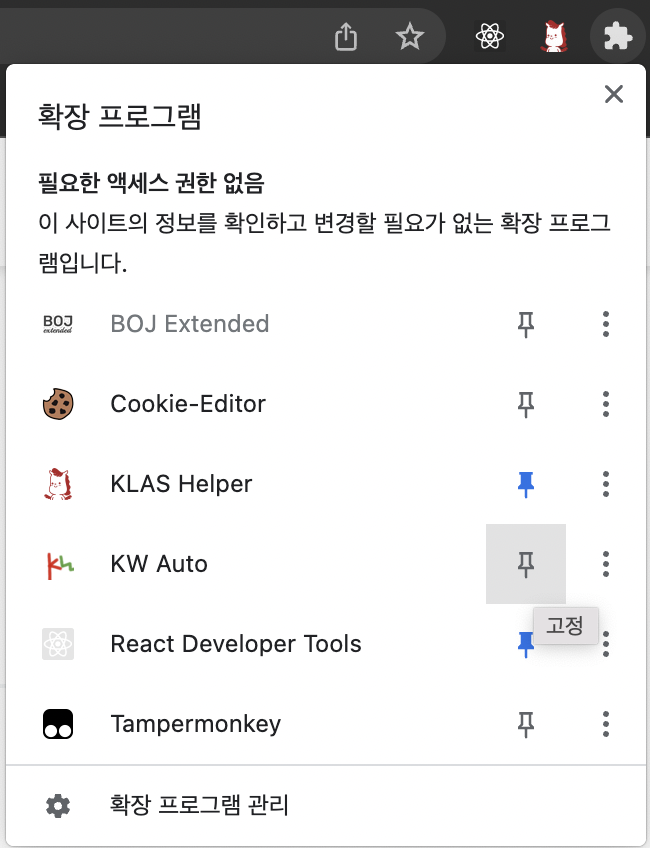 확장 프로그램
필요한 액세스 권한 없음
이 사이트의 정보를 확인하고 변경할 필요가 없는 확장 프로그
램입니다.
BOJ
extended
BOJ Extended
Cookie-Editor
KLAS Helper
KW Auto
고정
React Developer Tools
Tampermonkey
확장 프로그램 관리